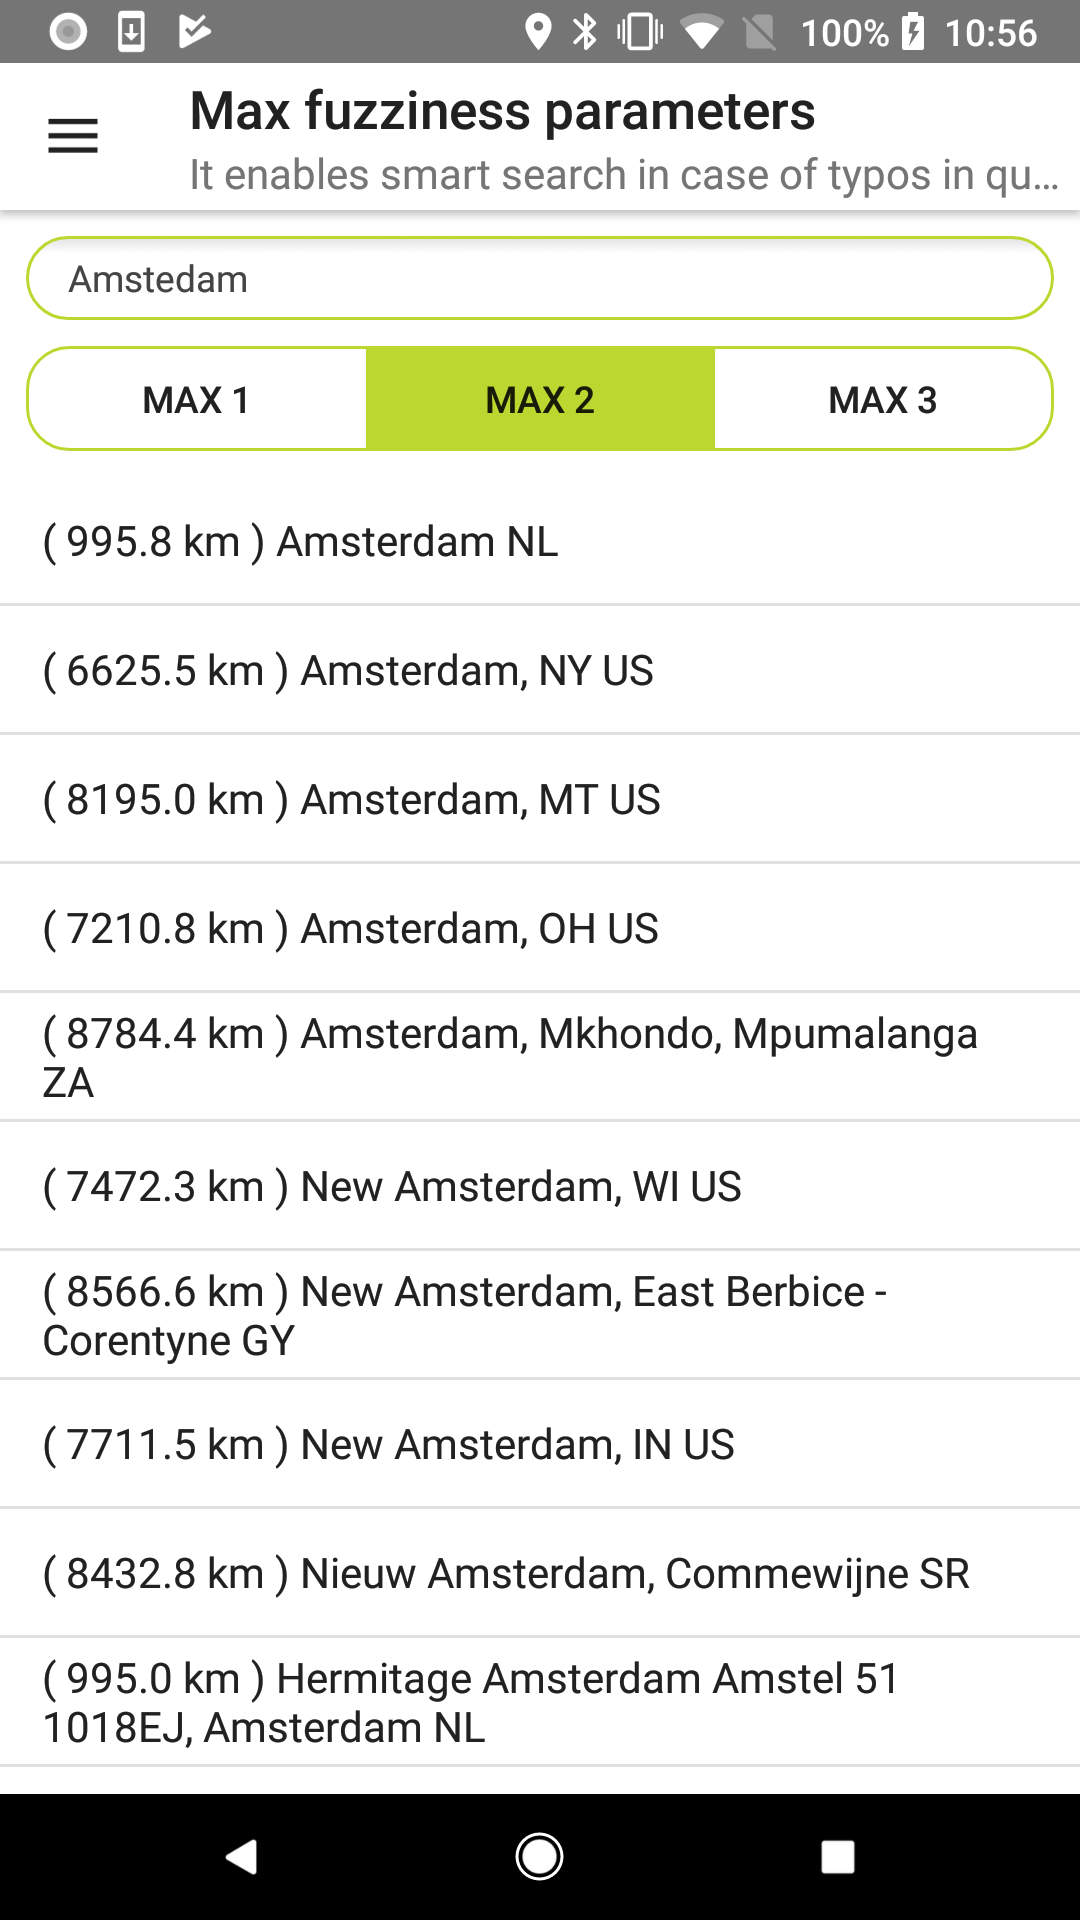 100% 10:56
Max fuzziness parameters
It enables smart search in case of typos in qu...
Amstedam
MAX 1 MAX 2 MAX 3
( 995.8 km ) Amsterdam NL
( 6625.5 km ) Amsterdam, NY US
( 8195.0 km ) Amsterdam, MT US
( 7210.8 km ) Amsterdam, OH US
( 8784.4 km ) Amsterdam, Mkhondo, Mpumalanga
ZA
( 7472.3 km ) New Amsterdam, WI US
( 8566.6 km ) New Amsterdam, East Berbice -
Corentyne GY
( 7711.5 km ) New Amsterdam, IN US
( 8432.8 km ) Nieuw Amsterdam, Commewijne SR
( 995.0 km ) Hermitage Amsterdam Amstel 51
1018EJ, Amsterdam NL